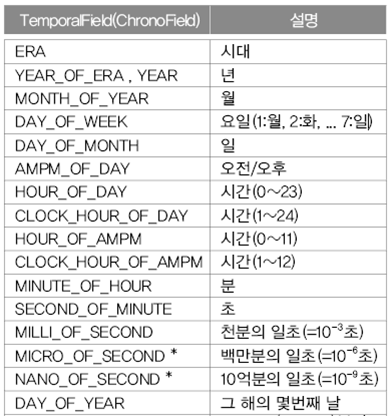 TemporalField(ChronoField) 설명
ERA 시대
YEAR_OF_ERA , YEAR 년
MONTH_OF_YEAR 월
DAY_OF_WEEK 요일(1:월, 2:화, ... 7:일)
DAY_OF_MONTH 일
AMPM_OF_DAY 오전/오후
HOUR_OF_DAY 시간(0~23)
CLOCK_HOUR_OF_DAY 시간(1~24)
HOUR_OF_AMPM 시간(0~11)
CLOCK_HOUR_OF_AMPM 시간(1~12)
MINUTE_OF_HOUR 분
SECOND_OF_MINUTE 초
MILLI_OF_SECOND 천분의 일초(=10⁻³초)
MICRO_OF_SECOND * 백만분의 일초(=10⁻⁶초)
NANO_OF_SECOND * 10억분의 일초(=10⁻⁹초)
DAY_OF_YEAR 그 해의 몇번째 날